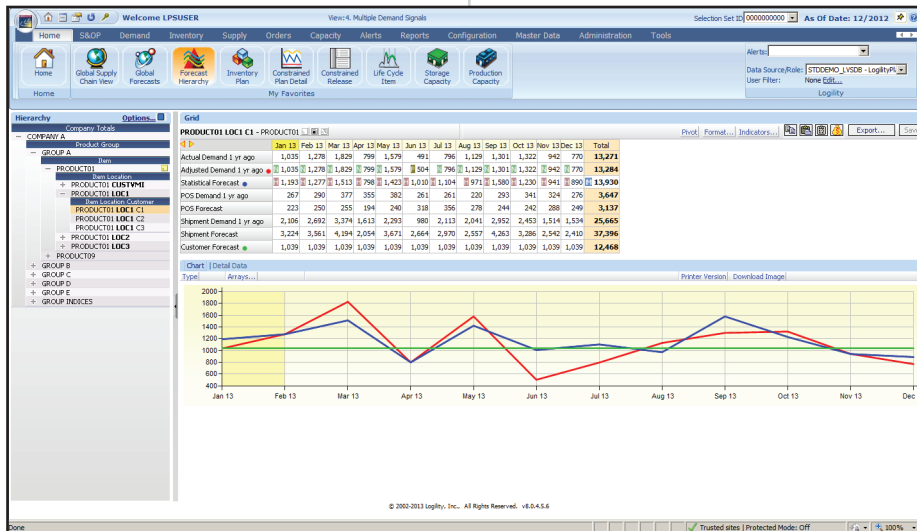 Welcome LPSUSER View:4. Multiple Demand Signals Selection Set ID 0000000000 As Of Date: 12/2012
Home S&OP Demand Inventory Supply Orders Capacity Alerts Reports Configuration Master Data Administration Tools
Home
Global Supply Chain View
Global Forecasts
Forecast Hierarchy
Inventory Plan
Constrained Plan Detail
Constrained Release
Life Cycle Item
Storage Capacity
Production Capacity
Alerts:
Data Source/Role: STDDEMO_LVSDB - LogilityPL
User Filter: None Edit...
Home My Favorites Logility
Hierarchy Options...
Company Totals
COMPANY A
Product Group
GROUP A
Item
PRODUCT01
Item Location
PRODUCT01 CUSTVMI
PRODUCT01 LOC1
Item Location Customer
PRODUCT01 LOC1 C1
PRODUCT01 LOC1 C2
PRODUCT01 LOC1 C3
PRODUCT01 LOC2
PRODUCT01 LOC3
PRODUCT09
GROUP B
GROUP C
GROUP D
GROUP E
GROUP INDICES
Grid
PRODUCT01 LOC1 C1 - PRODUCT01 Pivot Format... Indicators... Export... Save
Jan 13 Feb 13 Mar 13 Apr 13 May 13 Jun 13 Jul 13 Aug 13 Sep 13 Oct 13 Nov 13 Dec 13 Total
Actual Demand 1 yr ago 1,035 1,278 1,829 799 1,579 491 796 1,129 1,301 1,322 942 770 13,271
Adjusted Demand 1 yr ago N 1,035 N 1,278 N 1,829 N 799 N 1,579 504 N 796 N 1,129 N 1,301 N 1,322 N 942 N 770 13,284
Statistical Forecast H 1,193 H 1,277 H 1,513 H 798 H 1,423 H 1,010 H 1,104 H 971 H 1,580 H 1,230 H 941 H 890 H 13,930
POS Demand 1 yr ago 267 290 377 355 382 261 261 220 293 341 324 276 3,647
POS Forecast 223 250 255 194 240 318 356 278 244 242 288 249 3,137
Shipment Demand 1 yr ago 2,106 2,692 3,374 1,613 2,293 980 2,113 2,041 2,952 2,453 1,514 1,534 25,665
Shipment Forecast 3,224 3,561 4,194 2,054 3,671 2,664 2,970 2,557 4,263 3,286 2,542 2,410 37,396
Customer Forecast 1,039 1,039 1,039 1,039 1,039 1,039 1,039 1,039 1,039 1,039 1,039 1,039 12,468
Chart | Detail Data
Type Arrays... Printer Version Download Image
2000
1800
1600
1400
1200
1000
800
600
400
Jan 13 Feb 13 Mar 13 Apr 13 May 13 Jun 13 Jul 13 Aug 13 Sep 13 Oct 13 Nov 13 Dec
© 2002-2013 Logility, Inc.. All Rights Reserved. v8.0.4.5.6
Done Trusted sites | Protected Mode: Off 100%